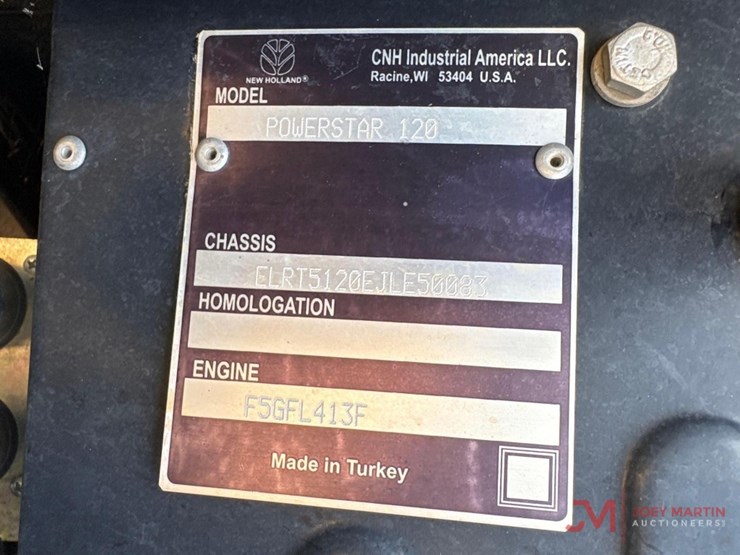 CNH Industrial America LLC.
NEW HOLLAND®
Racine,WI 53404 U.S.A.
MODEL
POWERSTAR 120
CHASSIS
ELRT5120EJLE50083
HOMOLOGATION
ENGINE
F5GFL413F
Made in Turkey
JOEY MARTIN
AUCTIONEERS